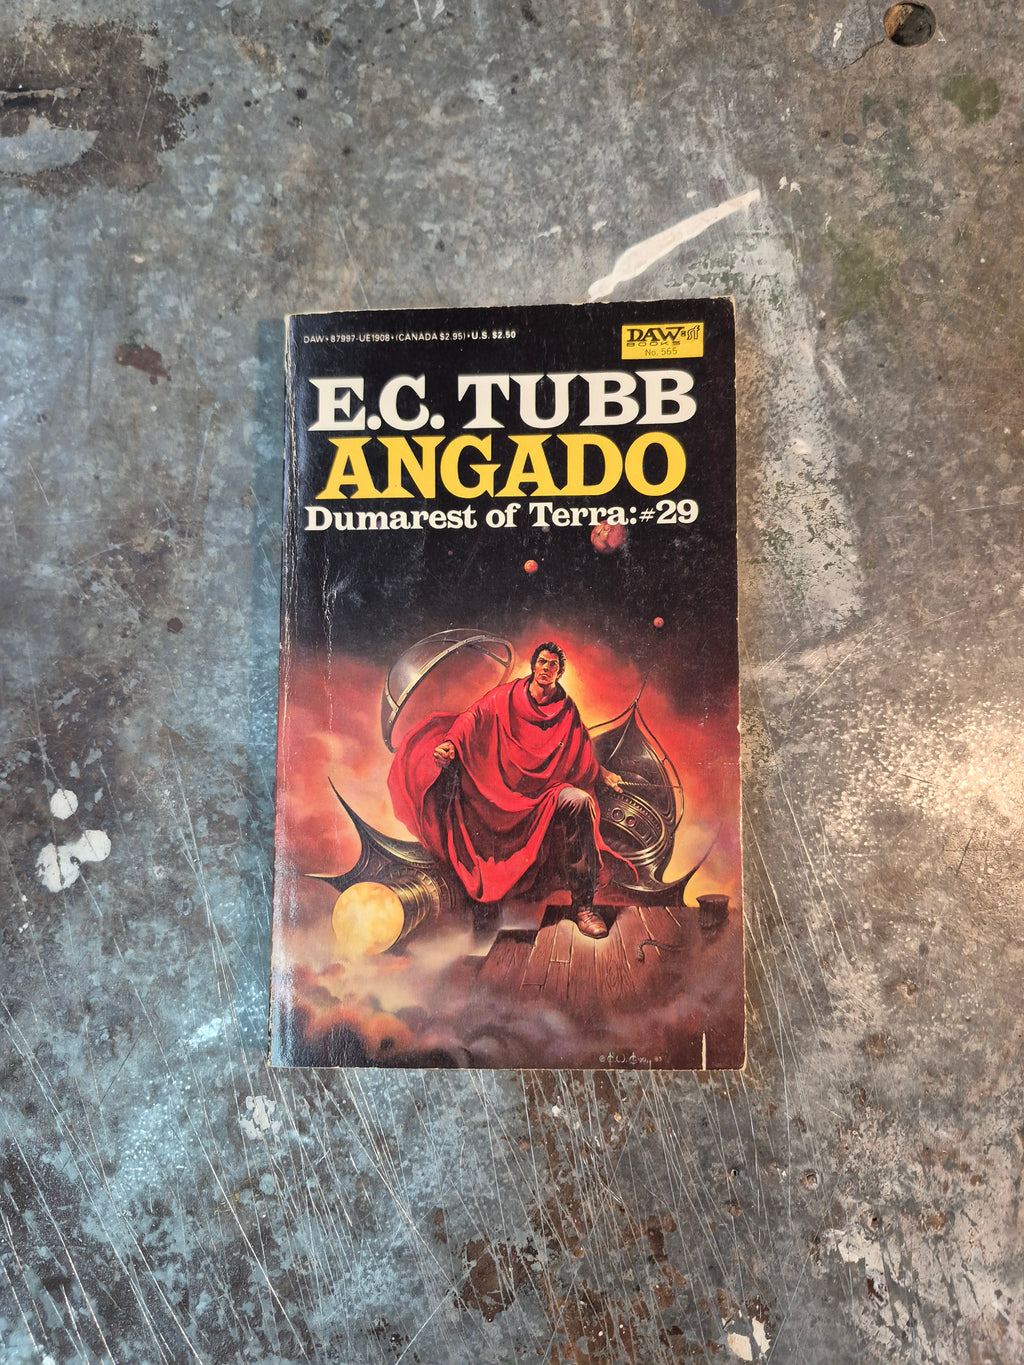 DAW • 87997-UE1908 • (CANADA $2.95) • U.S. $2.50
DAW sf
BOOKS
No. 565
E.C. TUBB
ANGADO
Dumarest of Terra: #29